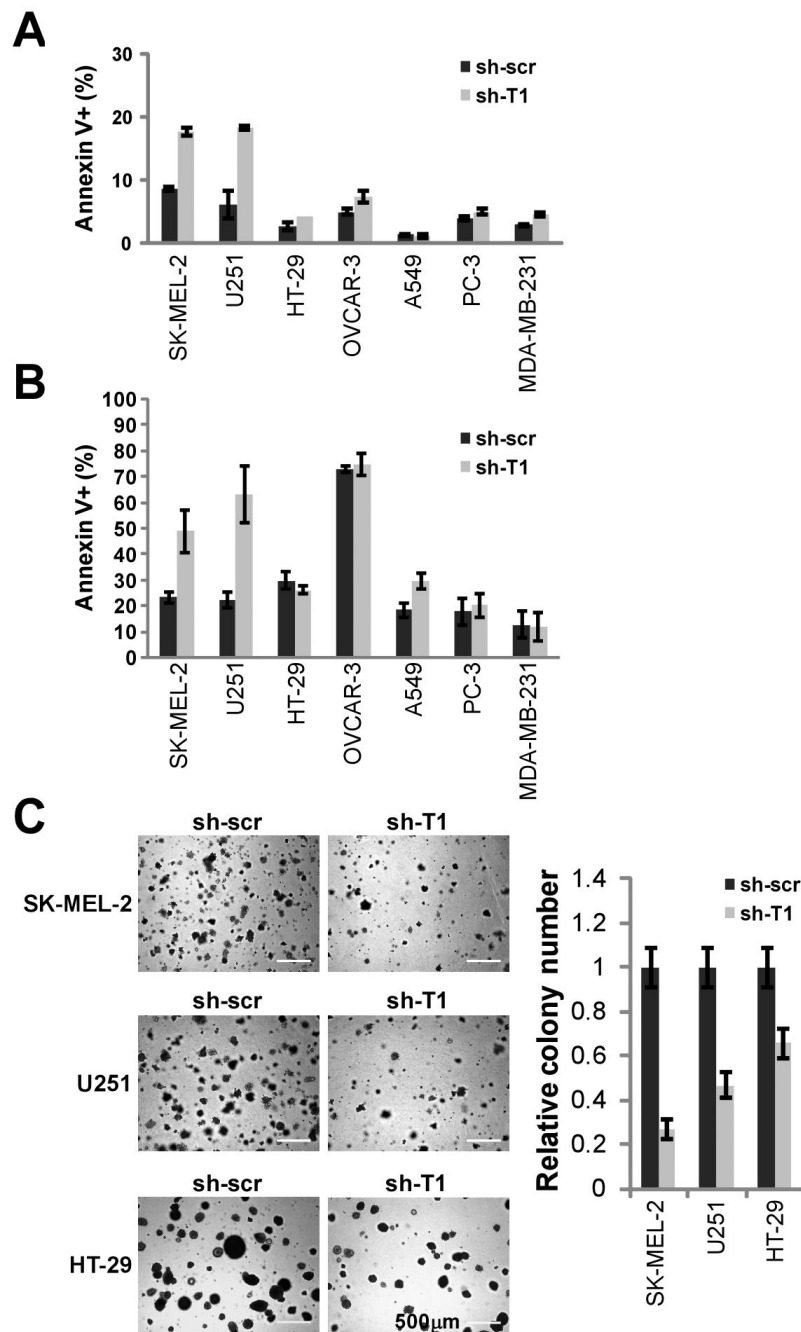 A
30
20
10
0
Annexin V+ (%)
sh-scr
sh-T1
SK-MEL-2
U251
HT-29
OVCAR-3
A549
PC-3
MDA-MB-231
B
100
90
80
70
60
50
40
30
20
10
0
Annexin V+ (%)
sh-scr
sh-T1
SK-MEL-2
U251
HT-29
OVCAR-3
A549
PC-3
MDA-MB-231
C
sh-scr
sh-T1
SK-MEL-2
sh-scr
sh-T1
U251
sh-scr
sh-T1
HT-29
500μm
Relative colony number
1.4
1.2
1
0.8
0.6
0.4
0.2
0
sh-scr
sh-T1
SK-MEL-2
U251
HT-29